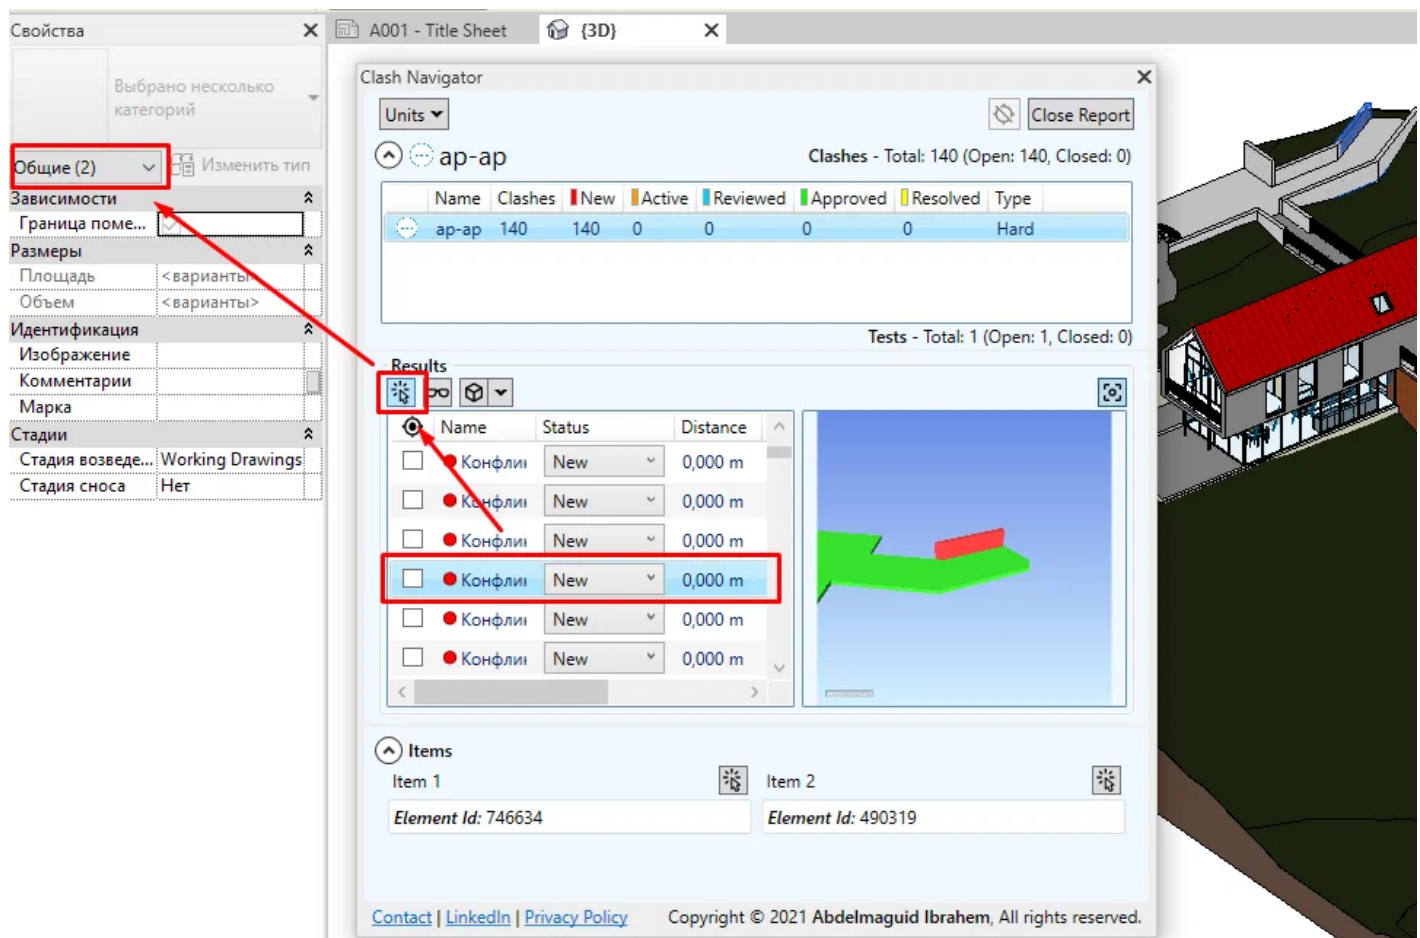 Свойства
A001 - Title Sheet
{3D}
Выбрано несколько
категорий
Общие (2)
Изменить тип
Зависимости
Граница поме...
Размеры
Площадь
<варианты>
Объем
<варианты>
Идентификация
Изображение
Комментарии
Марка
Стадии
Стадия возведе... Working Drawings
Стадия сноса Нет
Clash Navigator
Units
Close Report
ap-ap
Clashes - Total: 140 (Open: 140, Closed: 0)
Name Clashes New Active Reviewed Approved Resolved Type
ap-ap 140 140 0 0 0 0 Hard
Tests - Total: 1 (Open: 1, Closed: 0)
Results
Name Status Distance
Конфлик New 0,000 m
Конфлик New 0,000 m
Конфлик New 0,000 m
Конфлик New 0,000 m
Конфлик New 0,000 m
Конфлик New 0,000 m
Items
Item 1
Element Id: 746634
Item 2
Element Id: 490319
Contact | LinkedIn | Privacy Policy
Copyright © 2021 Abdelmaguid Ibrahem, All rights reserved.